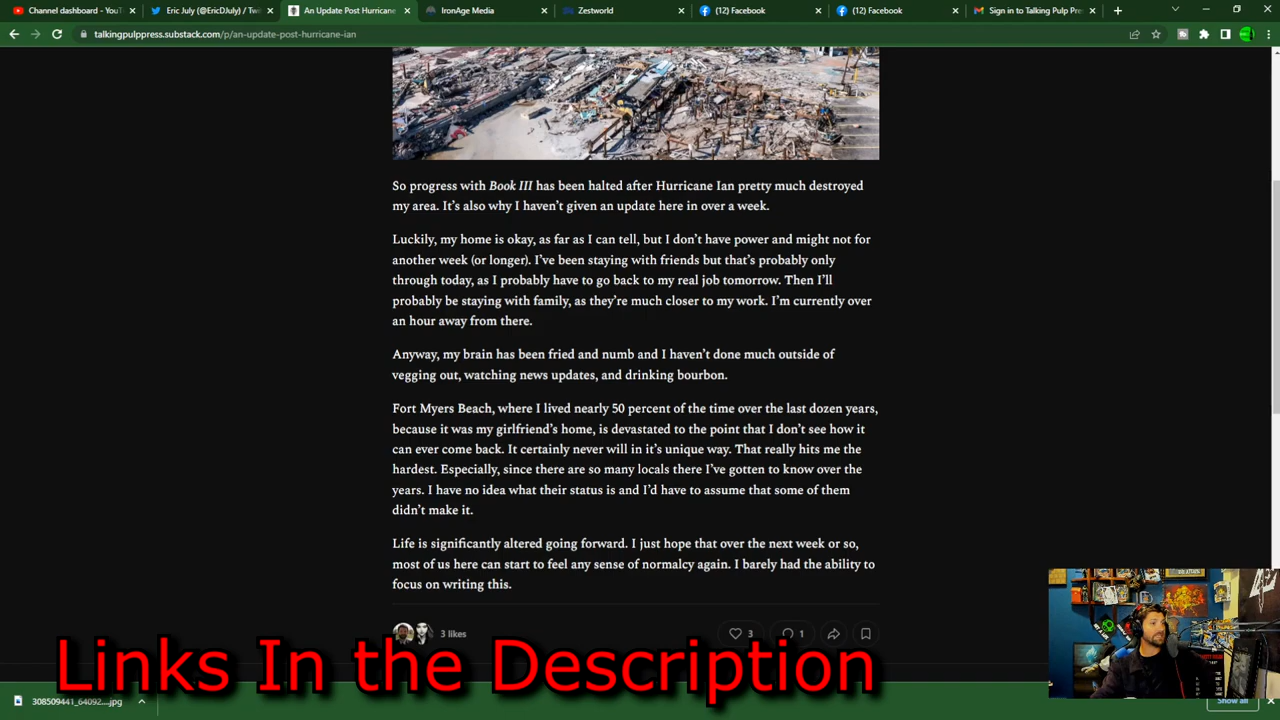 Channel dashboard - YouT
Eric July (@EricDJuly) / Twit
An Update Post Hurricane
IronAge Media
Zestworld
(12) Facebook
(12) Facebook
Sign in to Talking Pulp Pre
talkingpulppress.substack.com/p/an-update-post-hurricane-ian
So progress with Book III has been halted after Hurricane Ian pretty much destroyed
my area. It's also why I haven't given an update here in over a week.
Luckily, my home is okay, as far as I can tell, but I don't have power and might not for
another week (or longer). I've been staying with friends but that's probably only
through today, as I probably have to go back to my real job tomorrow. Then I'll
probably be staying with family, as they're much closer to my work. I'm currently over
an hour away from there.
Anyway, my brain has been fried and numb and I haven't done much outside of
vegging out, watching news updates, and drinking bourbon.
Fort Myers Beach, where I lived nearly 50 percent of the time over the last dozen years,
because it was my girlfriend's home, is devastated to the point that I don't see how it
can ever come back. It certainly never will in it's unique way. That really hits me the
hardest. Especially, since there are so many locals there I've gotten to know over the
years. I have no idea what their status is and I'd have to assume that some of them
didn't make it.
Life is significantly altered going forward. I just hope that over the next week or so,
most of us here can start to feel any sense of normalcy again. I barely had the ability to
focus on writing this.
3 likes
3
1
Links In the Description
308509441_64092....jpg
Show all